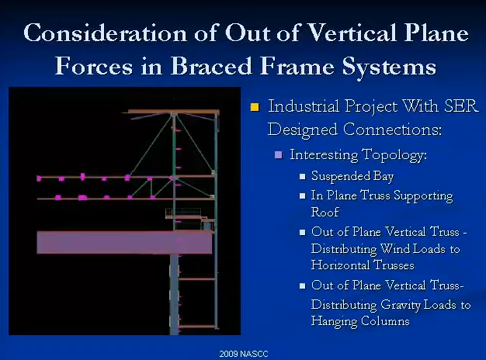 Consideration of Out of Vertical Plane
Forces in Braced Frame Systems
Industrial Project With SER
Designed Connections:
Interesting Topology:
Suspended Bay
In Plane Truss Supporting
Roof
Out of Plane Vertical Truss -
Distributing Wind Loads to
Horizontal Trusses
Out of Plane Vertical Truss-
Distributing Gravity Loads to
Hanging Columns
2009 NASCC